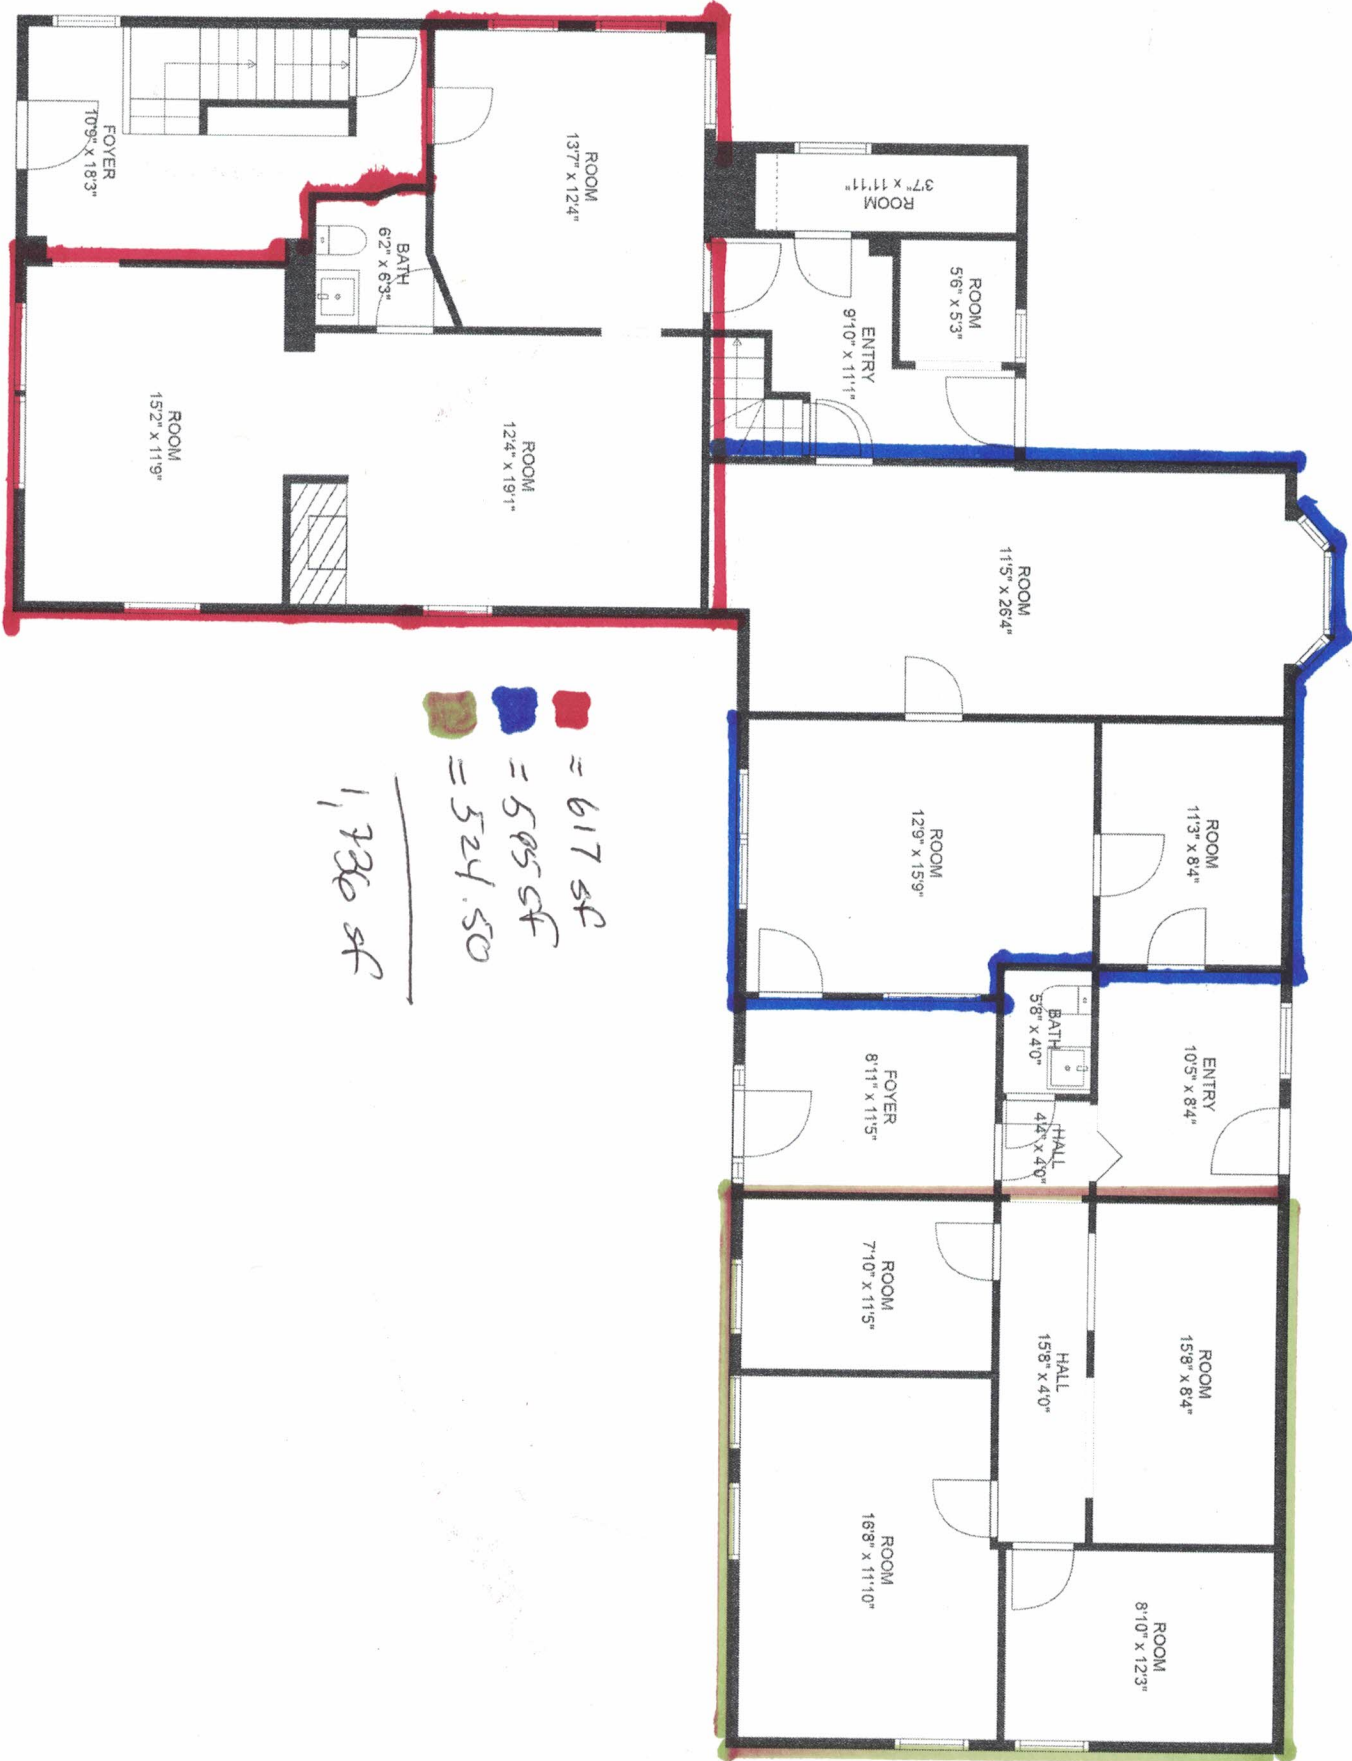 ROOM
3'7" x 11'11"
ROOM
5'6" x 5'3"
ENTRY
9'10" x 11'1"
ROOM
13'7" x 12'4"
BATH
6'2" x 6'3"
FOYER
10'9" x 18'3"
ROOM
12'4" x 19'1"
ROOM
15'2" x 11'9"
ROOM
11'5" x 26'4"
ROOM
11'3" x 8'4"
ROOM
12'9" x 15'9"
ENTRY
10'5" x 8'4"
BATH
5'8" x 4'0"
HALL
4'4" x 4'0"
FOYER
8'11" x 11'5"
ROOM
15'8" x 8'4"
HALL
15'8" x 4'0"
ROOM
7'10" x 11'5"
ROOM
8'10" x 12'3"
ROOM
16'8" x 11'10"
= 617 sf
= 595 sf
= 524.50
1,736 sf